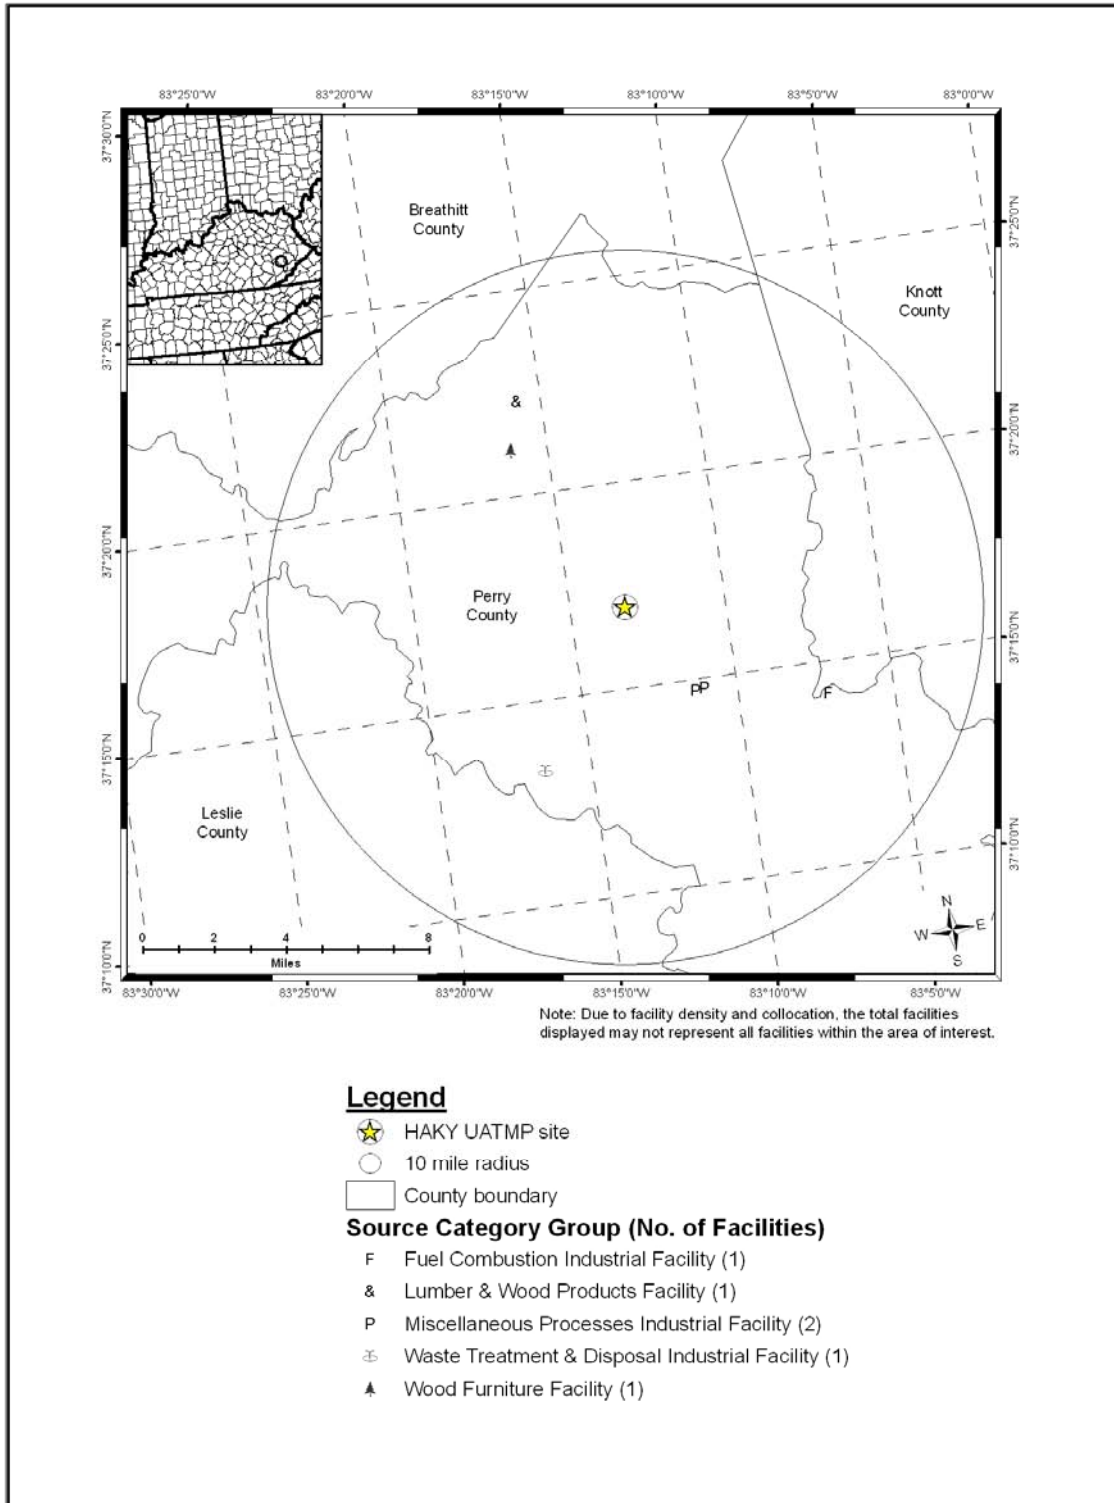 83°25'0"W 83°20'0"W 83°15'0"W 83°10'0"W 83°5'0"W 83°0'0"W
37°30'0"N
37°25'0"N
37°20'0"N
37°15'0"N
37°10'0"N
37°25'0"N
37°20'0"N
37°15'0"N
37°10'0"N
Breathitt
County
Knott
County
&
Perry
County
PP
F
Leslie
County
N
W E
S
0 2 4 8
Miles
83°30'0"W 83°25'0"W 83°20'0"W 83°15'0"W 83°10'0"W 83°5'0"W
Note: Due to facility density and collocation, the total facilities
displayed may not represent all facilities within the area of interest.
Legend
HAKY UATMP site
10 mile radius
County boundary
Source Category Group (No. of Facilities)
F Fuel Combustion Industrial Facility (1)
& Lumber & Wood Products Facility (1)
P Miscellaneous Processes Industrial Facility (2)
Waste Treatment & Disposal Industrial Facility (1)
Wood Furniture Facility (1)